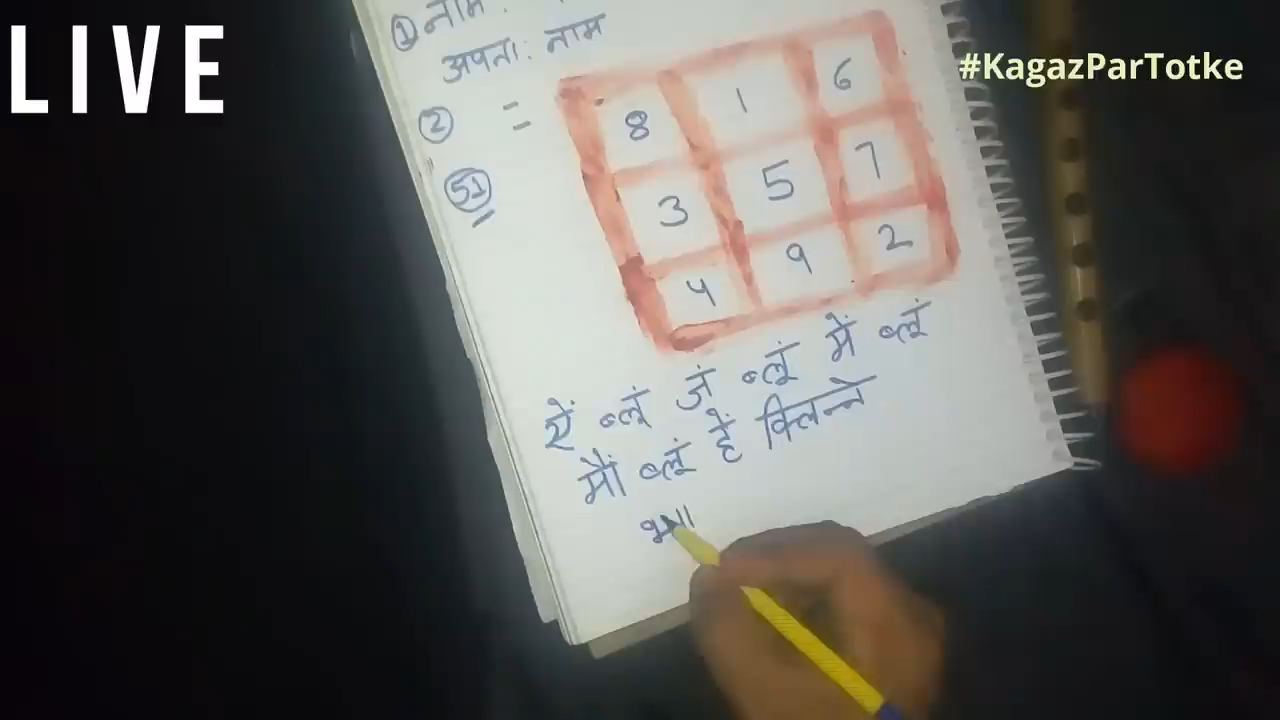 LIVE
#KagazParTotke
① नाम :
अपना : नाम
② =
8 1 6
(51)
3 5 7
4 9 2
ऐं ब्लूं जं ब्लूं में ब्लूं
मौं ब्लूं हें क्लिन्ने